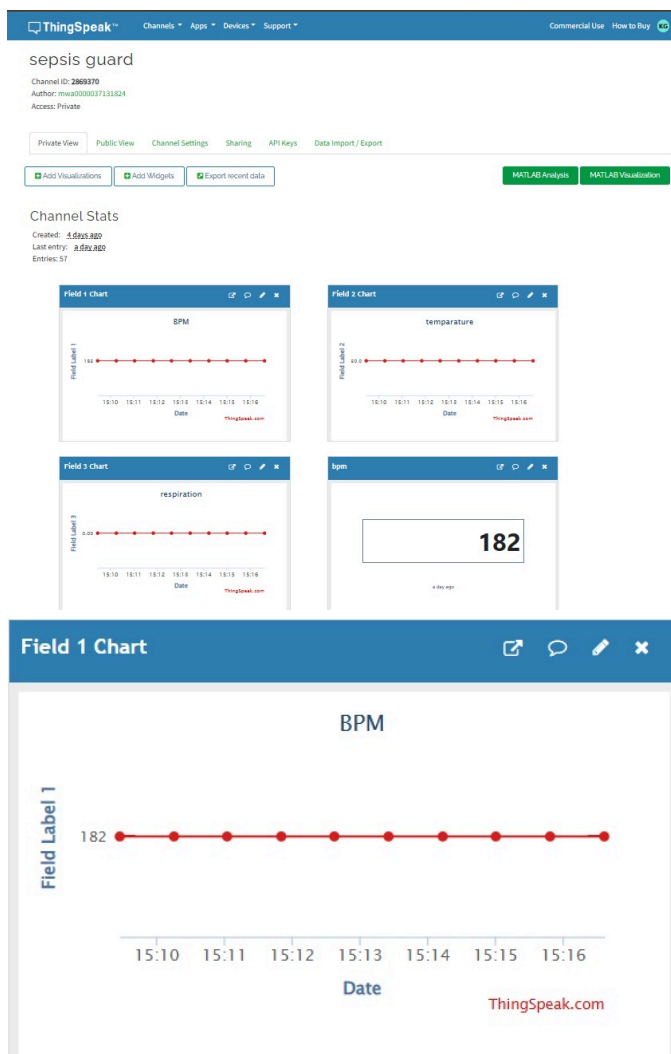 ThingSpeak™ Channels Apps Devices Support Commercial Use How to Buy KG
sepsis guard
Channel ID: 2869370
Author: mwa0000037131824
Access: Private
Private View Public View Channel Settings Sharing API Keys Data Import / Export
Add Visualizations Add Widgets Export recent data MATLAB Analysis MATLAB Visualization
Channel Stats
Created: 4 days ago
Last entry: a day ago
Entries: 57
Field 1 Chart
BPM
Field Label 1
182
15:10 15:11 15:12 15:13 15:14 15:15 15:16
Date
ThingSpeak.com
Field 2 Chart
temparature
Field Label 2
15:10 15:11 15:12 15:13 15:14 15:15 15:16
Date
ThingSpeak.com
Field 3 Chart
respiration
Field Label 3
0.00
15:10 15:11 15:12 15:13 15:14 15:15 15:16
Date
ThingSpeak.com
bpm
182
a day ago
Field 1 Chart
BPM
Field Label 1
182
15:10 15:11 15:12 15:13 15:14 15:15 15:16
Date
ThingSpeak.com